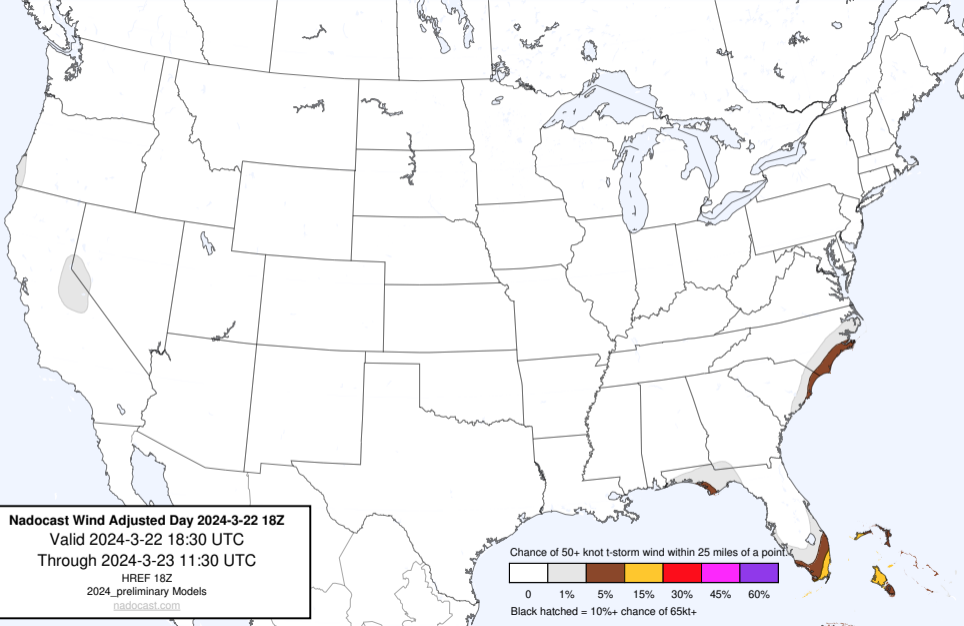 Nadocast Wind Adjusted Day 2024-3-22 18Z
Valid 2024-3-22 18:30 UTC
Through 2024-3-23 11:30 UTC
HREF 18Z
2024_preliminary Models
nadocast.com
Chance of 50+ knot t-storm wind within 25 miles of a point.
0 1% 5% 15% 30% 45% 60%
Black hatched = 10%+ chance of 65kt+